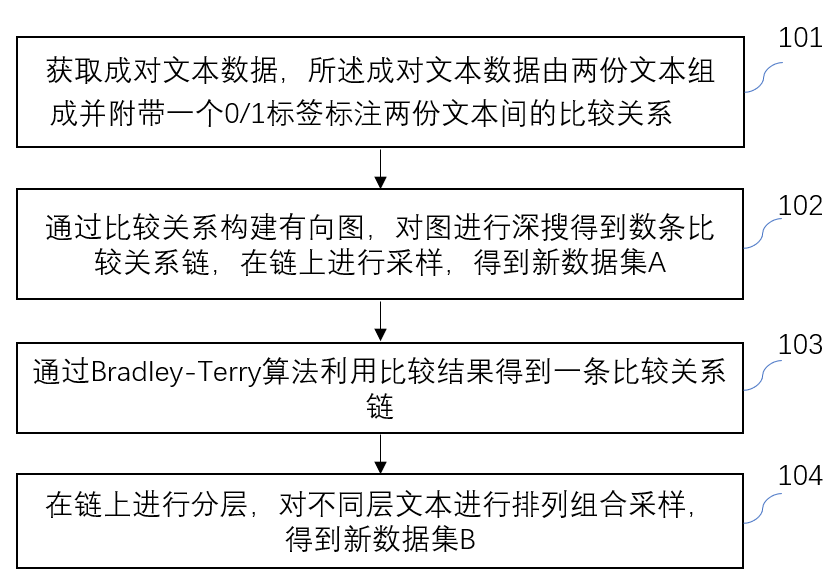 101
获取成对文本数据，所述成对文本数据由两份文本组
成并附带一个0/1标签标注两份文本间的比较关系
102
通过比较关系构建有向图，对图进行深搜得到数条比
较关系链，在链上进行采样，得到新数据集A
103
通过Bradley-Terry算法利用比较结果得到一条比较关系
链
104
在链上进行分层，对不同层文本进行排列组合采样，
得到新数据集B